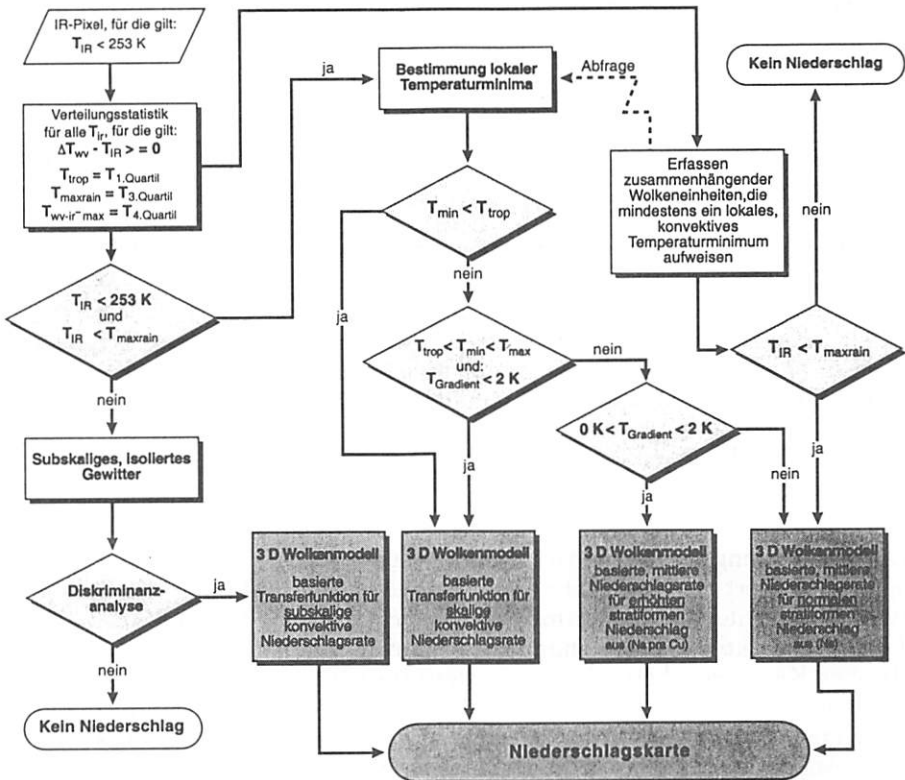 IR-Pixel, für die gilt:
T_IR < 253 K
Verteilungsstatistik
für alle T_ir, für die gilt:
ΔT_wv - T_IR > = 0
T_trop = T_1.Quartil
T_maxrain = T_3.Quartil
T_wv-ir-max = T_4.Quartil
T_IR < 253 K
und
T_IR < T_maxrain
ja
nein
Subskaliges, isoliertes
Gewitter
Diskriminanz-
analyse
ja
nein
Kein Niederschlag
Bestimmung lokaler
Temperaturminima
Abfrage
T_min < T_trop
ja
nein
T_trop < T_min < T_max
und:
T_Gradient < 2 K
nein
ja
0 K < T_Gradient < 2 K
nein
ja
Kein Niederschlag
Erfassen
zusammenhängender
Wolkeneinheiten,die
mindestens ein lokales,
konvektives
Temperaturminimum
aufweisen
nein
T_IR < T_maxrain
ja
3 D Wolkenmodell
basierte
Transferfunktion für
subskalige
konvektive
Niederschlagsrate
3 D Wolkenmodell
basierte
Transferfunktion für
skalige
konvektive
Niederschlagsrate
3 D Wolkenmodell
basierte, mittlere
Niederschlagsrate
für erhöhten
stratiformen
Niederschlag
aus (Ns pra Cu)
3 D Wolkenmodell
basierte, mittlere
Niederschlagsrate
für normalen
stratiformen
Niederschlag
aus (Ns)
Niederschlagskarte